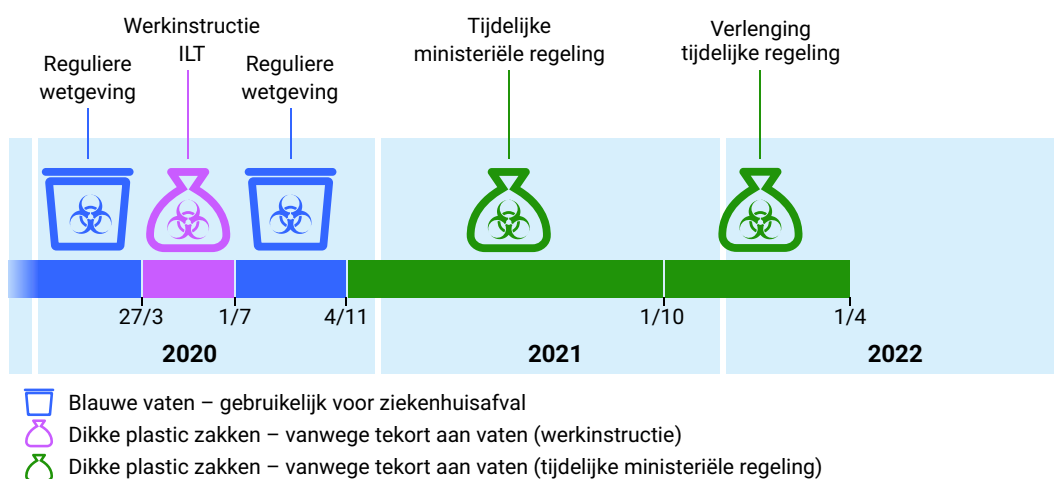 Reguliere
wetgeving
Werkinstructie
ILT
Reguliere
wetgeving
Tijdelijke
ministeriële regeling
Verlenging
tijdelijke regeling
27/3
1/7
4/11
1/10
1/4
2020
2021
2022
Blauwe vaten – gebruikelijk voor ziekenhuisafval
Dikke plastic zakken – vanwege tekort aan vaten (werkinstructie)
Dikke plastic zakken – vanwege tekort aan vaten (tijdelijke ministeriële regeling)